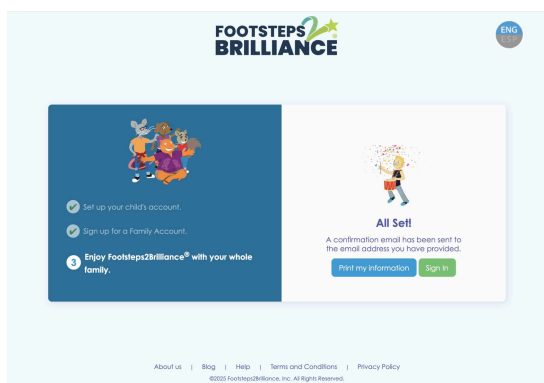 FOOTSTEPS2
BRILLIANCE
ENG
ESP
Set up your child's account.
Sign up for a Family Account.
3 Enjoy Footsteps2Brilliance® with your whole
family.
All Set!
A confirmation email has been sent to
the email address you have provided.
Print my information Sign In
About us | Blog | Help | Terms and Conditions | Privacy Policy
©2025 Footsteps2Brilliance, Inc, All Rights Reserved.